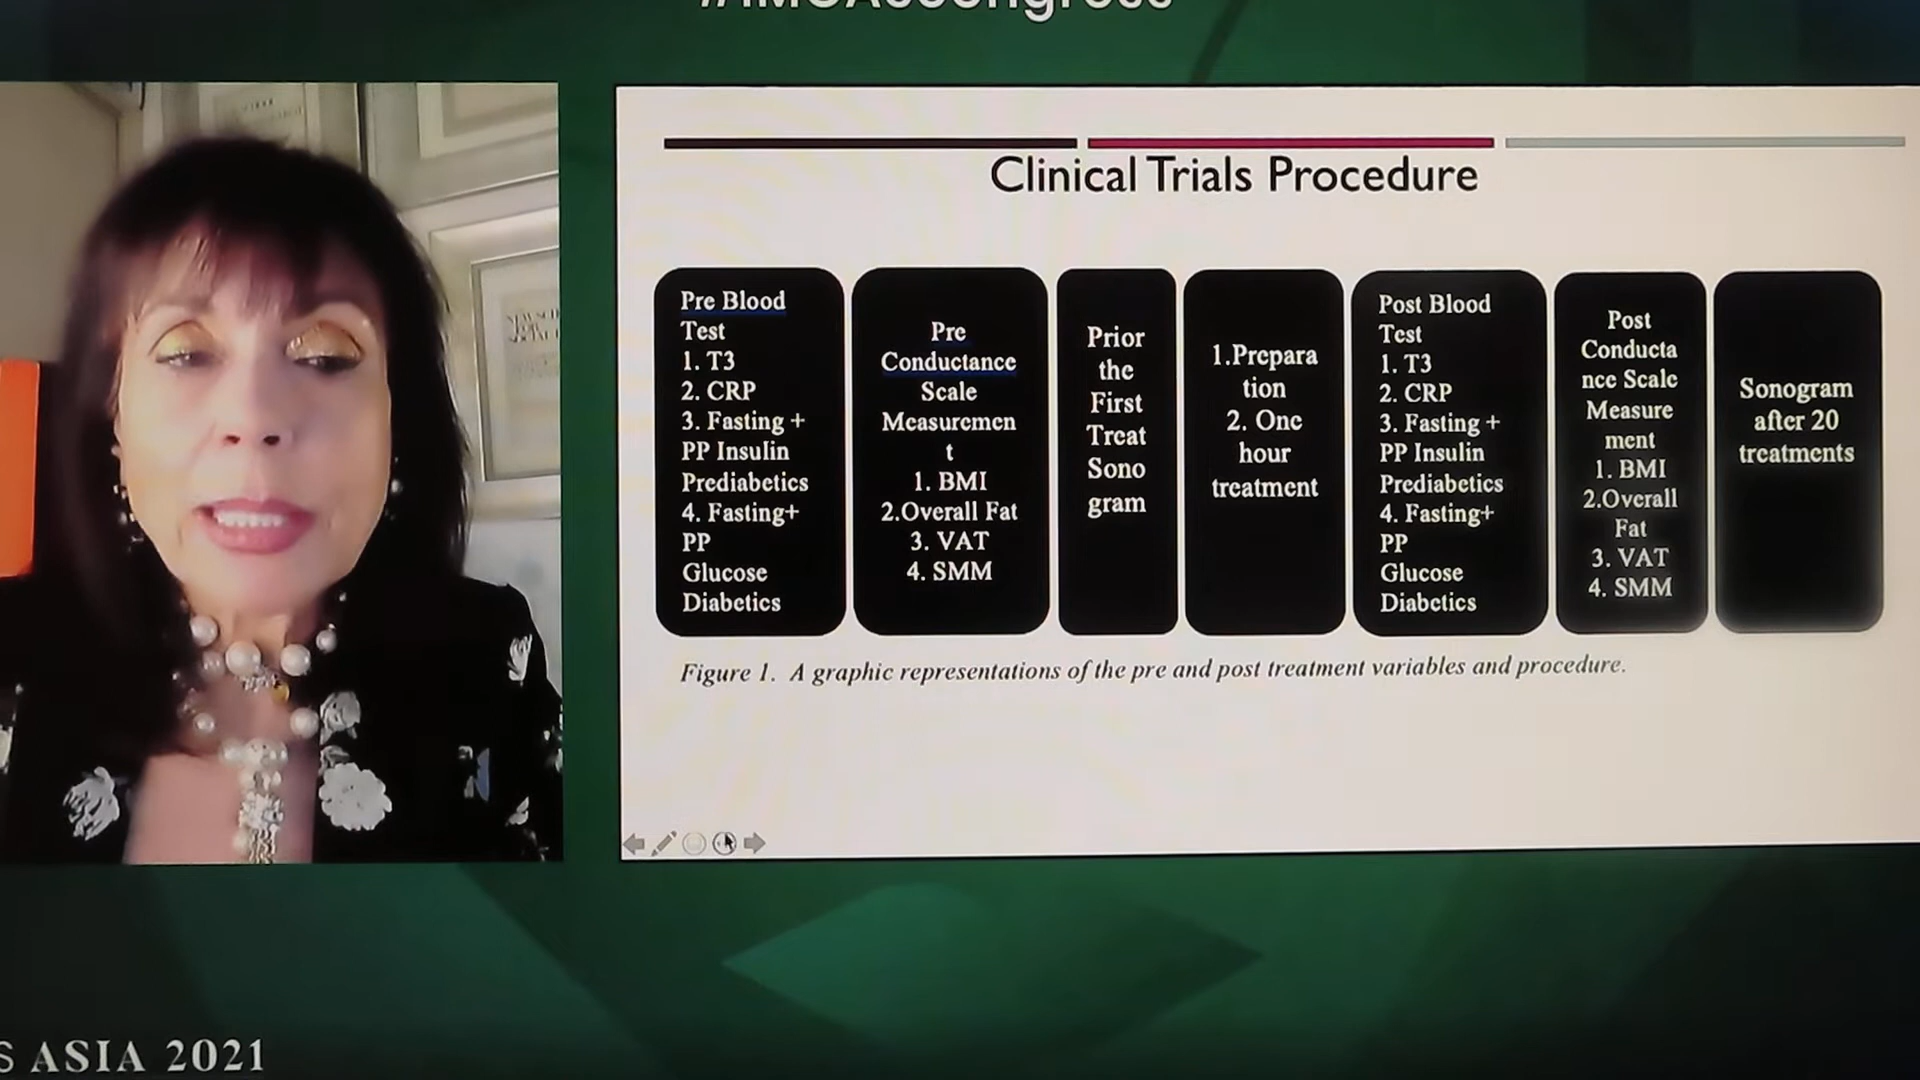 Clinical Trials Procedure
Pre Blood
Test
1. T3
2. CRP
3. Fasting +
PP Insulin
Prediabetics
4. Fasting+
PP
Glucose
Diabetics
Pre
Conductance
Scale
Measuremen
t
1. BMI
2.Overall Fat
3. VAT
4. SMM
Prior
the
First
Treat
Sono
gram
1.Prepara
tion
2. One
hour
treatment
Post Blood
Test
1. T3
2. CRP
3. Fasting +
PP Insulin
Prediabetics
4. Fasting+
PP
Glucose
Diabetics
Post
Conducta
nce Scale
Measure
ment
1. BMI
2.Overall
Fat
3. VAT
4. SMM
Sonogram
after 20
treatments
Figure 1. A graphic representations of the pre and post treatment variables and procedure.
S ASIA 2021